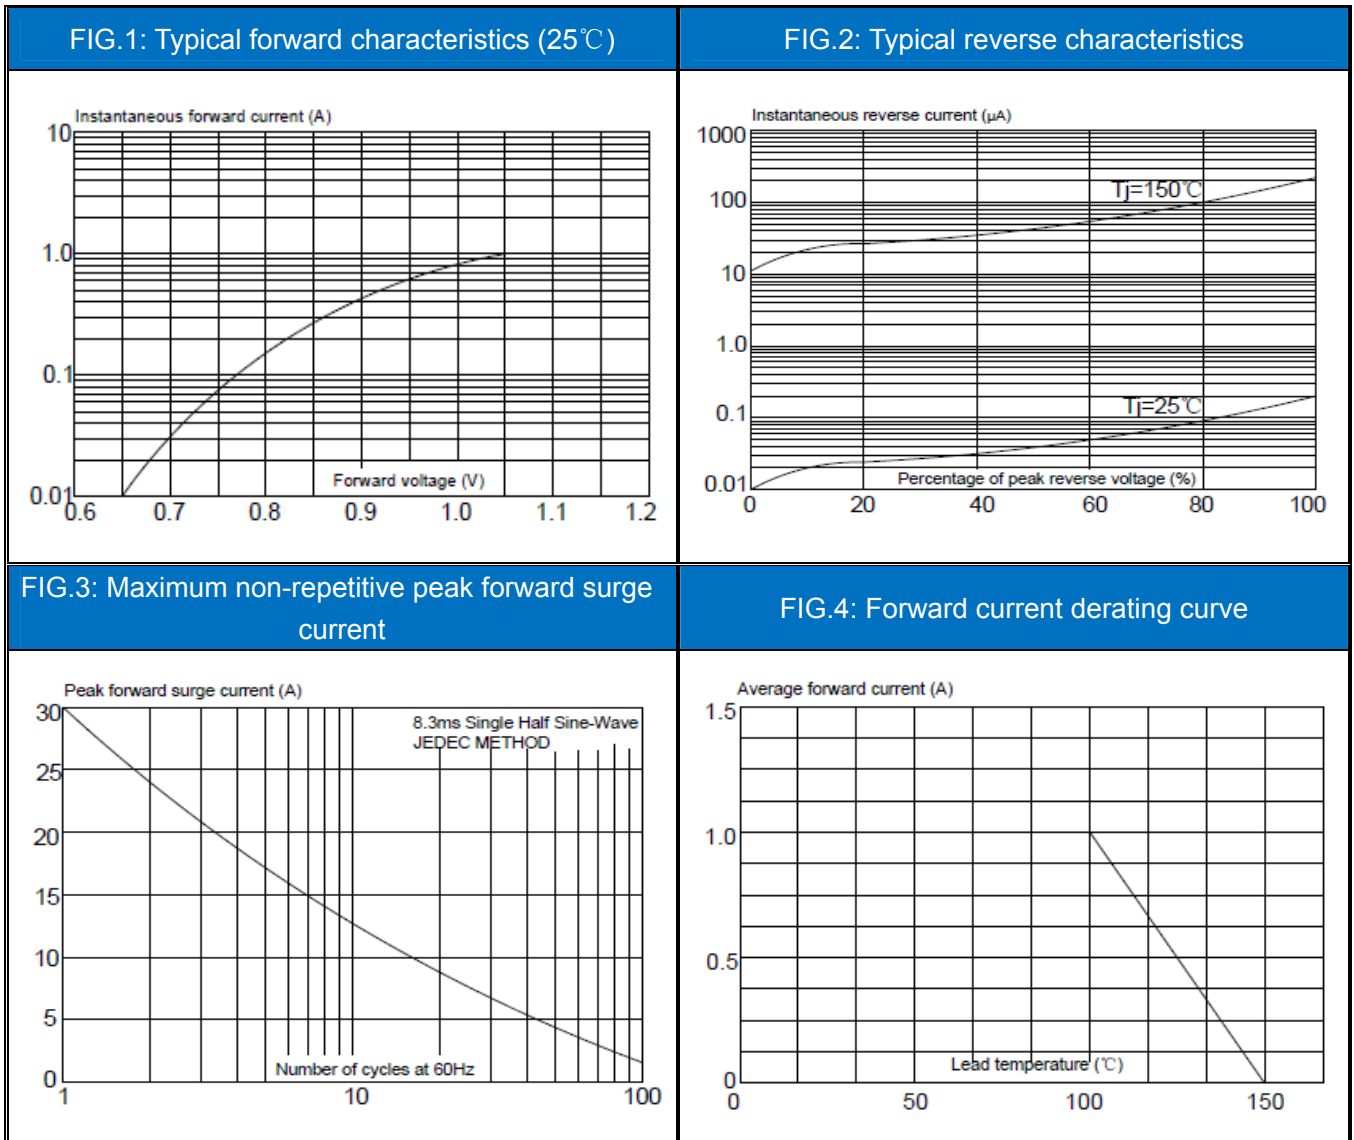 FIG.1: Typical forward characteristics (25℃)
FIG.2: Typical reverse characteristics
Instantaneous forward current (A)
10
1.0
0.1
0.01
Forward voltage (V)
0.6 0.7 0.8 0.9 1.0 1.1 1.2
Instantaneous reverse current (μA)
1000
Tj=150℃
100
10
1.0
Tj=25℃
0.1
0.01
Percentage of peak reverse voltage (%)
0 20 40 60 80 100
FIG.3: Maximum non-repetitive peak forward surge
current
FIG.4: Forward current derating curve
Peak forward surge current (A)
30
8.3ms Single Half Sine-Wave
JEDEC METHOD
25
20
15
10
5
0
Number of cycles at 60Hz
1 10 100
Average forward current (A)
1.5
1.0
0.5
0
Lead temperature (℃)
0 50 100 150